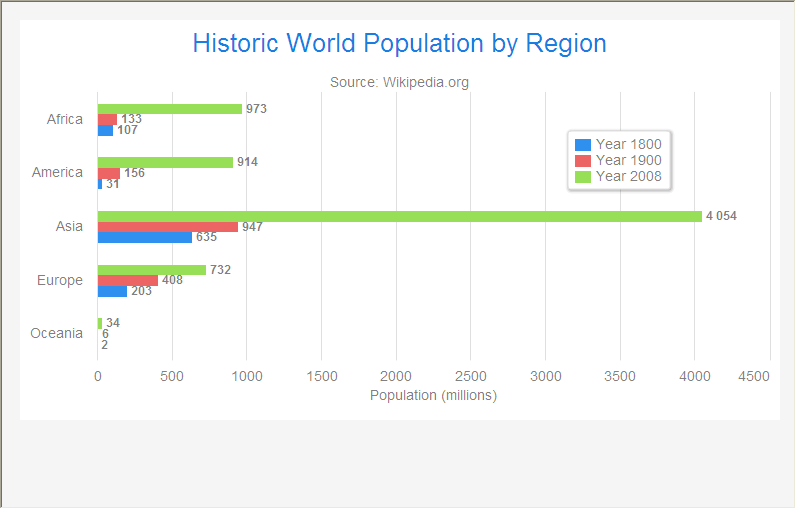 Historic World Population by Region
Source: Wikipedia.org
Africa
973
133
107
America
914
156
31
Asia
4 054
947
635
Europe
732
408
203
Oceania
34
6
2
Year 1800
Year 1900
Year 2008
0 500 1000 1500 2000 2500 3000 3500 4000 4500
Population (millions)